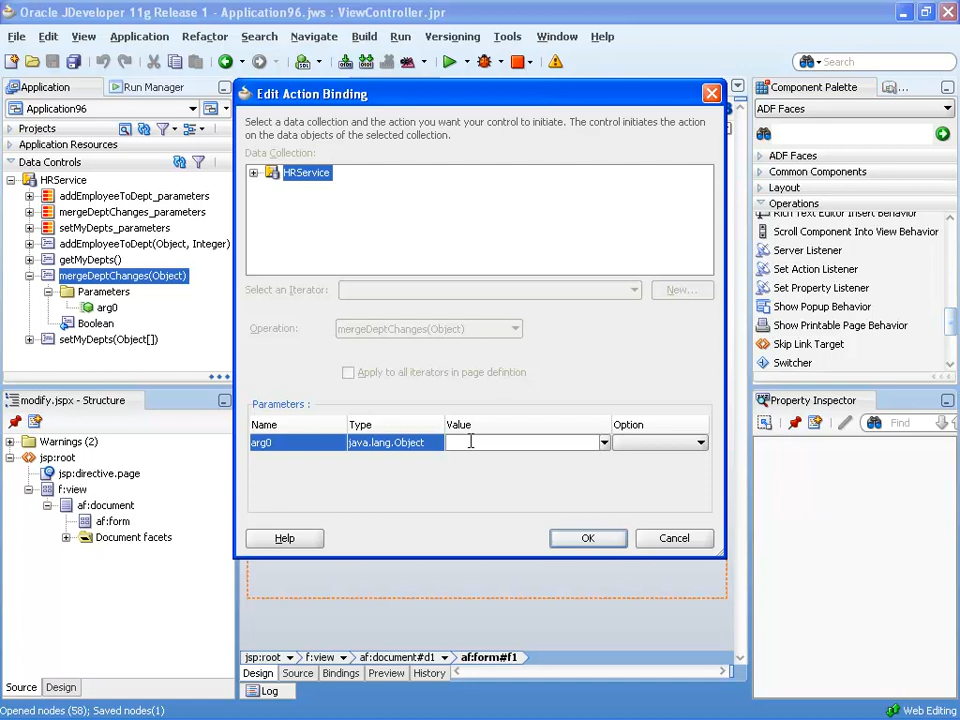 Oracle JDeveloper 11g Release 1 - Application96.jws : ViewController.jpr
File Edit View Application Refactor Search Navigate Build Run Versioning Tools Window Help
Search
Application
Run Manager
Application96
Projects
Application Resources
Data Controls
HRService
addEmployeeToDept_parameters
mergeDeptChanges_parameters
setMyDepts_parameters
addEmployeeToDept(Object, Integer)
getMyDepts()
mergeDeptChanges(Object)
Parameters
arg0
Boolean
setMyDepts(Object[])
modify.jspx - Structure
Warnings (2)
jsp:root
jsp:directive.page
f:view
af:document
af:form
Document facets
Source Design
Opened nodes (58); Saved nodes(1)
Edit Action Binding
Select a data collection and the action you want your control to initiate. The control initiates the action
on the data objects of the selected collection.
Data Collection:
HRService
Select an Iterator:
New...
Operation:
mergeDeptChanges(Object)
Apply to all iterators in page defintion
Parameters :
Name Type Value Option
arg0 java.lang.Object
Help OK Cancel
jsp:root f:view af:document#d1 af:form#f1
Design Source Bindings Preview History
Log
Component Palette
ADF Faces
ADF Faces
Common Components
Layout
Operations
Rich Text Editor Insert Behavior
Scroll Component Into View Behavior
Server Listener
Set Action Listener
Set Property Listener
Show Popup Behavior
Show Printable Page Behavior
Skip Link Target
Switcher
Property Inspector
Find
Web Editing